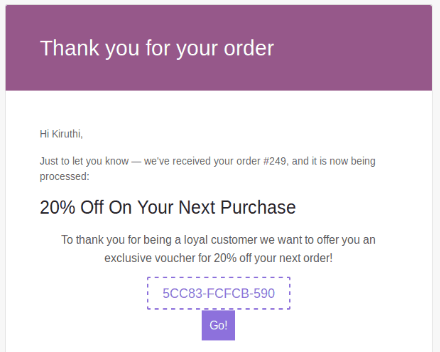 Thank you for your order
Hi Kiruthi,
Just to let you know — we've received your order #249, and it is now being
processed:
20% Off On Your Next Purchase
To thank you for being a loyal customer we want to offer you an
exclusive voucher for 20% off your next order!
5CC83-FCFCB-590
Go!